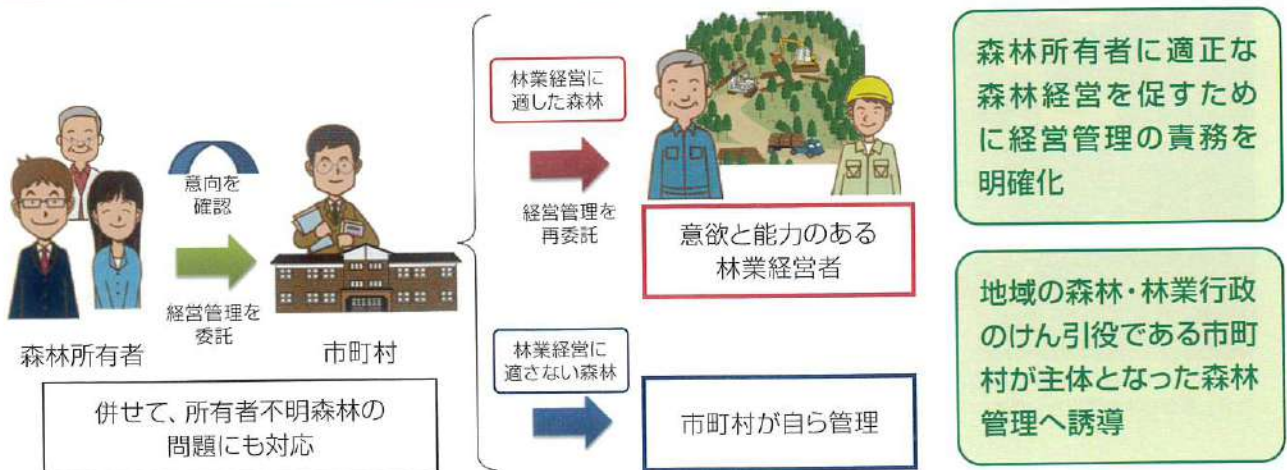 意向を
確認
経営管理を
委託
森林所有者
市町村
併せて、所有者不明森林の
問題にも対応
林業経営に
適した森林
経営管理を
再委託
意欲と能力のある
林業経営者
林業経営に
適さない森林
市町村が自ら管理
森林所有者に適正な
森林経営を促すため
に経営管理の責務を
明確化
地域の森林・林業行政
のけん引役である市町
村が主体となった森林
管理へ誘導